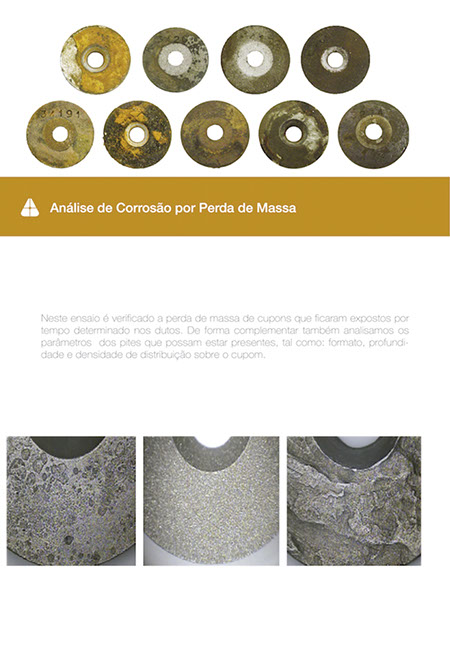 Análise de Corrosão por Perda de Massa
Neste ensaio é verificado a perda de massa de cupons que ficaram expostos por
tempo determinado nos dutos. De forma complementar também analisamos os
parâmetros dos pites que possam estar presentes, tal como: formato, profundi-
dade e densidade de distribuição sobre o cupom.